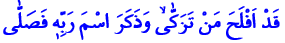 قَدْ اَفْلَحَ مَنْ تَزَكّٰىۙ وَذَكَرَ اسْمَ رَبِّهٖ فَصَلّٰى